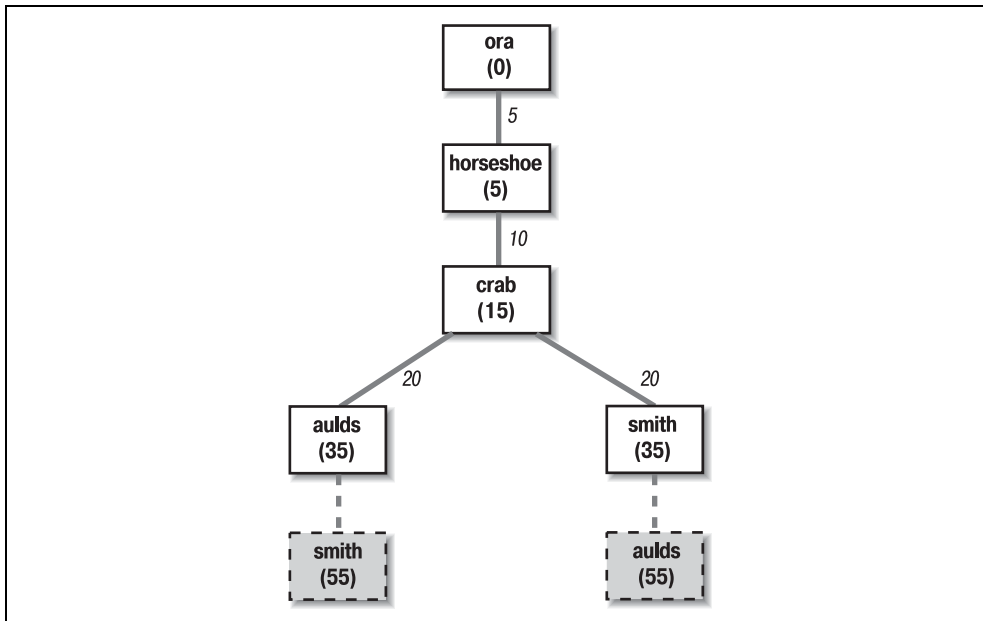 ora
(0)
5
horseshoe
(5)
10
crab
(15)
20
20
aulds
(35)
smith
(35)
smith
(55)
aulds
(55)